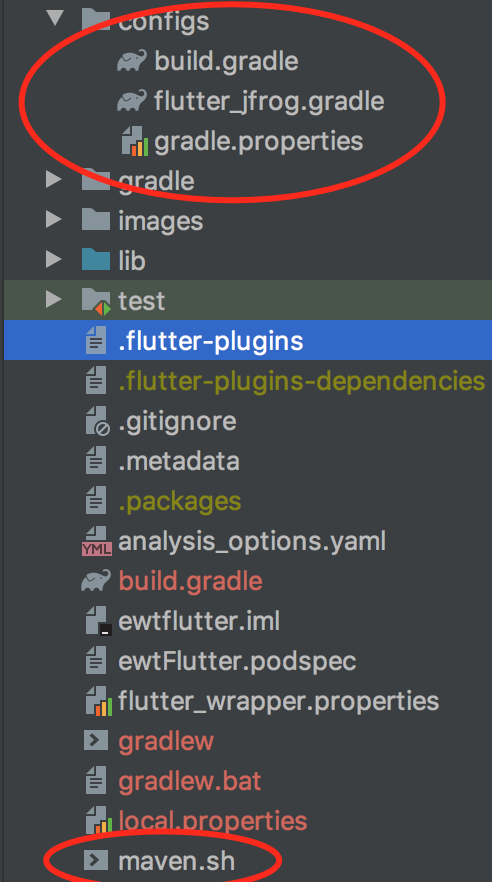 configs
build.gradle
flutter_jfrog.gradle
gradle.properties
gradle
images
lib
test
.flutter-plugins
.flutter-plugins-dependencies
.gitignore
.metadata
.packages
YML analysis_options.yaml
build.gradle
ewtflutter.iml
ewtFlutter.podspec
flutter_wrapper.properties
gradlew
gradlew.bat
local.properties
maven.sh